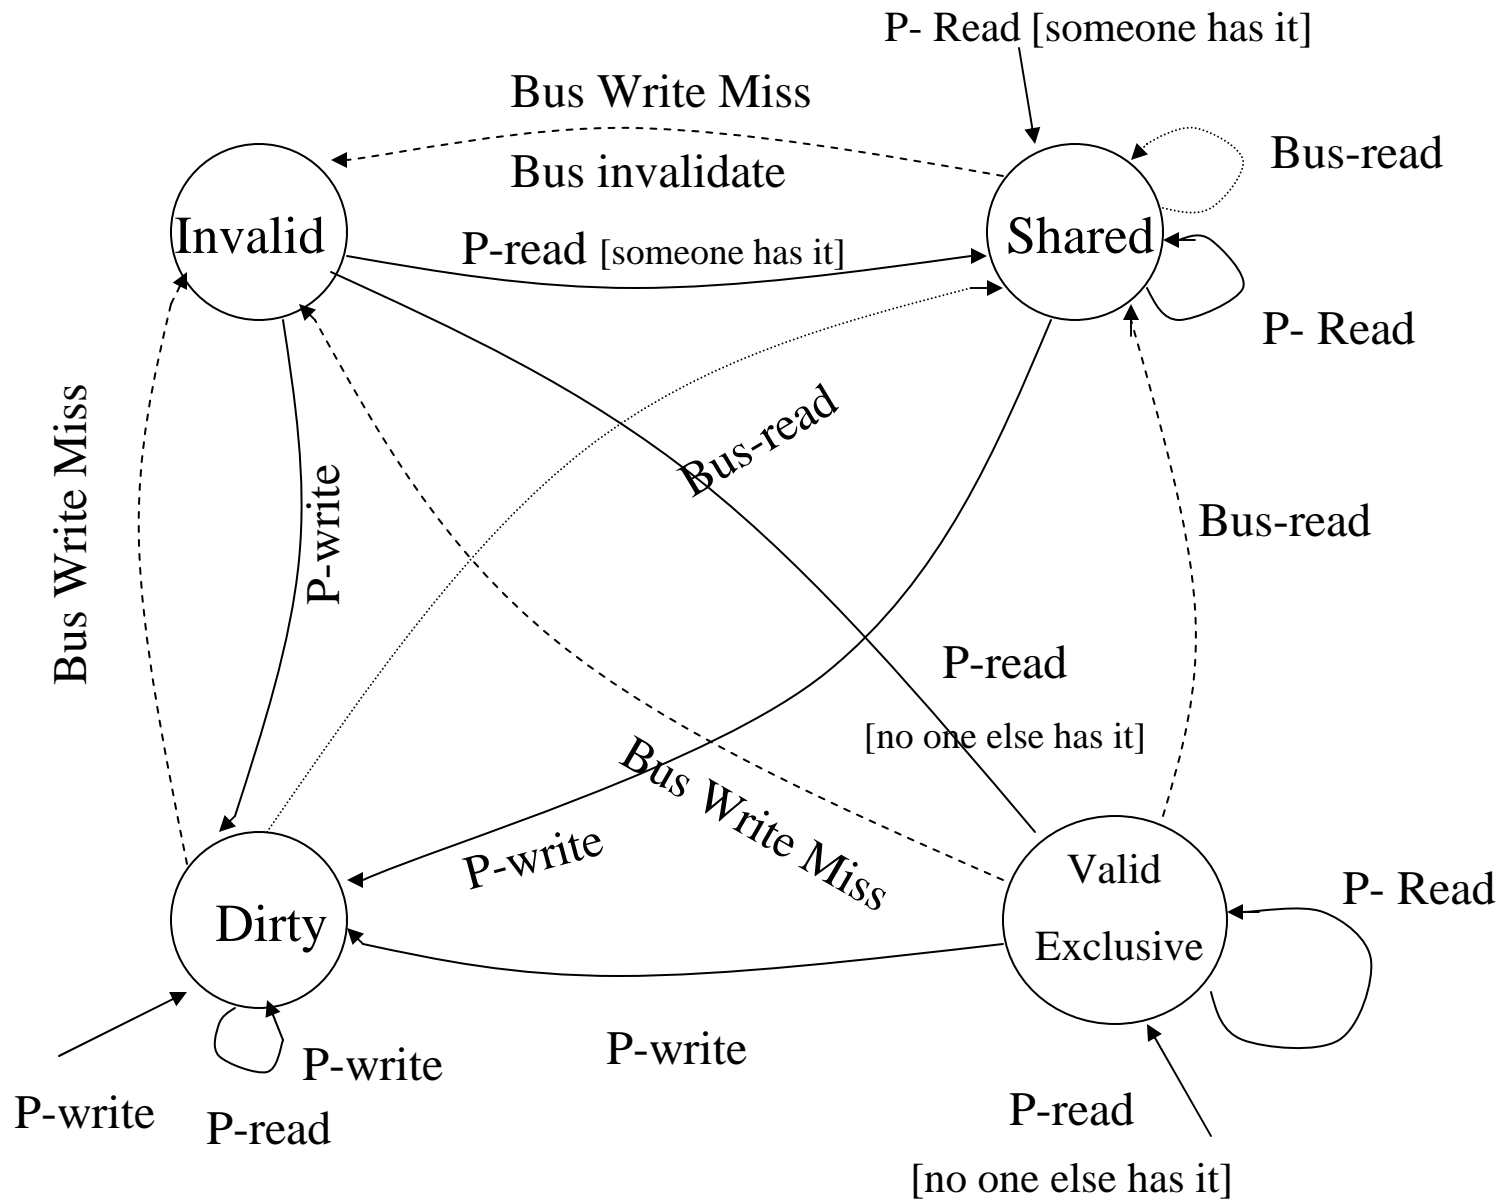 P- Read [someone has it]
Bus Write Miss
Bus-read
Bus invalidate
Invalid
P-read [someone has it]
Shared
P- Read
Bus Write Miss
P-write
Bus-read
Bus-read
P-read
[no one else has it]
Bus Write Miss
P-write
Valid
Exclusive
P- Read
Dirty
P-write
P-write
P-write
P-read
P-read
[no one else has it]